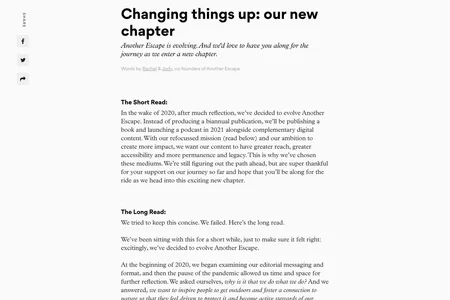 SHARE
Changing things up: our new
chapter
Another Escape is evolving. And we'd love to have you along for the
journey as we enter a new chapter.
Words by Rachel & Jody, co-founders of Another Escape
The Short Read:
In the wake of 2020, after much reflection, we've decided to evolve Another
Escape. Instead of producing a biannual publication, we'll be publishing a
book and launching a podcast in 2021 alongside complementary digital
content. With our refocussed mission (read below) and our ambition to
create more impact, we want our content to have greater reach, greater
accessibility and more permanence and legacy. This is why we've chosen
these mediums. We're still figuring out the path ahead, but are super thankful
for your support on our journey so far and hope that you'll be along for the
ride as we head into this exciting new chapter.
The Long Read:
We tried to keep this concise. We failed. Here's the long read.
We've been sitting with this for a short while, just to make sure it felt right:
excitingly, we've decided to evolve Another Escape.
At the beginning of 2020, we began examining our editorial messaging and
format, and then the pause of the pandemic allowed us time and space for
further reflection. We asked ourselves, why is it that we do what we do? And we
answered, we want to inspire people to get outdoors and foster a connection to
nature so that they feel driven to protect it and become active stewards of our